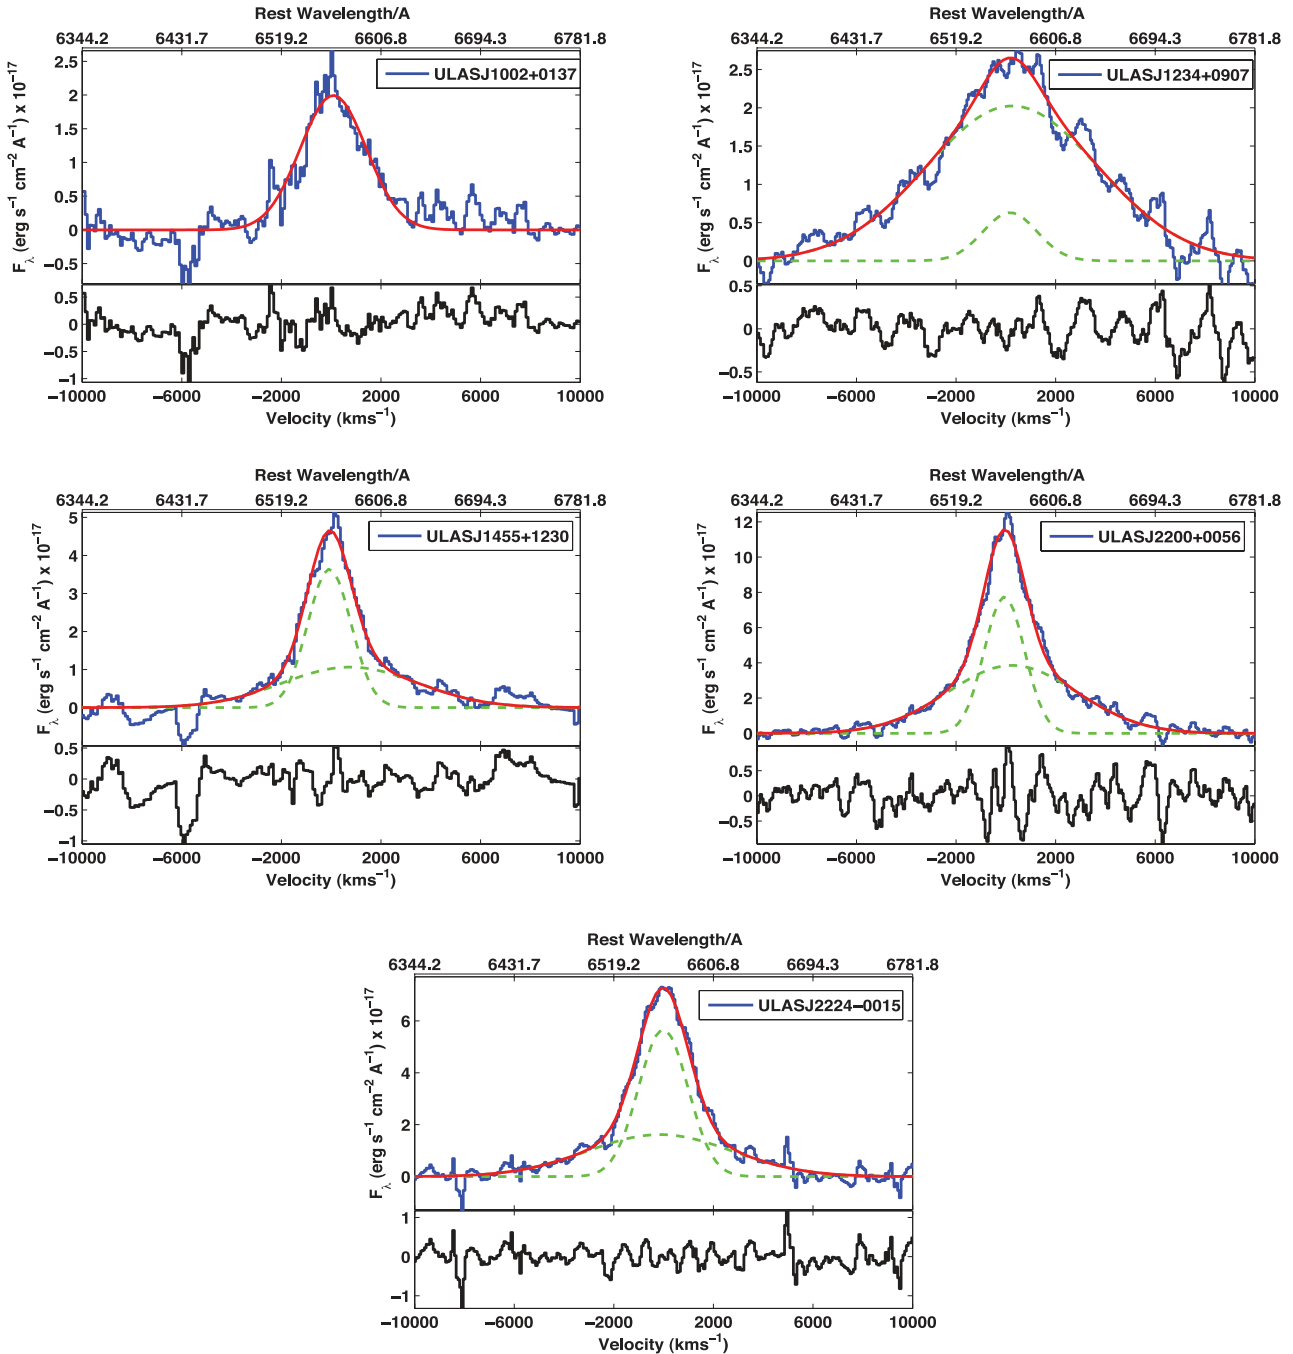 Rest Wavelength/A
6344.2 6431.7 6519.2 6606.8 6694.3 6781.8
ULASJ1002+0137
F_λ (erg s⁻¹ cm⁻² A⁻¹) x 10⁻¹⁷
2.5
2
1.5
1
0.5
0
−0.5
0.5
0
−0.5
−1
−10000 −6000 −2000 2000 6000 10000
Velocity (kms⁻¹)
Rest Wavelength/A
6344.2 6431.7 6519.2 6606.8 6694.3 6781.8
ULASJ1234+0907
F_λ (erg s⁻¹ cm⁻² A⁻¹) x 10⁻¹⁷
2.5
2
1.5
1
0.5
0
0.5
0
−0.5
−10000 −6000 −2000 2000 6000 10000
Velocity (kms⁻¹)
Rest Wavelength/A
6344.2 6431.7 6519.2 6606.8 6694.3 6781.8
ULASJ1455+1230
F_λ (erg s⁻¹ cm⁻² A⁻¹) x 10⁻¹⁷
5
4
3
2
1
0
0.5
0
−0.5
−1
−10000 −6000 −2000 2000 6000 10000
Velocity (kms⁻¹)
Rest Wavelength/A
6344.2 6431.7 6519.2 6606.8 6694.3 6781.8
ULASJ2200+0056
F_λ (erg s⁻¹ cm⁻² A⁻¹) x 10⁻¹⁷
12
10
8
6
4
2
0
0.5
0
−0.5
−10000 −6000 −2000 2000 6000 10000
Velocity (kms⁻¹)
Rest Wavelength/A
6344.2 6431.7 6519.2 6606.8 6694.3 6781.8
ULASJ2224−0015
F_λ (erg s⁻¹ cm⁻² A⁻¹) x 10⁻¹⁷
6
4
2
0
1
0
−1
−10000 −6000 −2000 2000 6000 10000
Velocity (kms⁻¹)